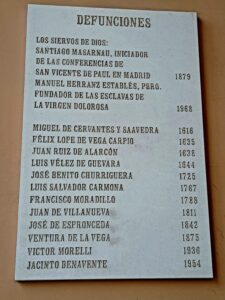 DEFUNCIONES
LOS SIERVOS DE DIOS:
SANTIAGO MASARNAU, INICIADOR
DE LAS CONFERENCIAS DE
SAN VICENTE DE PAUL EN MADRID 1879
MANUEL HERRANZ ESTABLÉS, PBRO.
FUNDADOR DE LAS ESCLAVAS DE
LA VIRGEN DOLOROSA 1968
MIGUEL DE CERVANTES Y SAAVEDRA 1616
FÉLIX LOPE DE VEGA CARPIO 1635
JUAN RUIZ DE ALARCÓN 1638
LUIS VÉLEZ DE GUEVARA 1644
JOSÉ BENITO CHURRIGUERA 1725
LUIS SALVADOR CARMONA 1767
FRANCISCO MORADILLO 1788
JUAN DE VILLANUEVA 1811
JOSÉ DE ESPRONCEDA 1842
VENTURA DE LA VEGA 1875
VICTOR MORELLI 1936
JACINTO BENAVENTE 1954